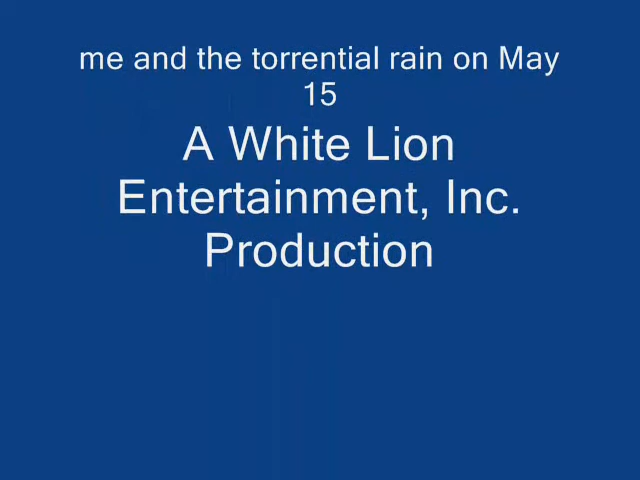 me and the torrential rain on May
15
A White Lion
Entertainment, Inc.
Production